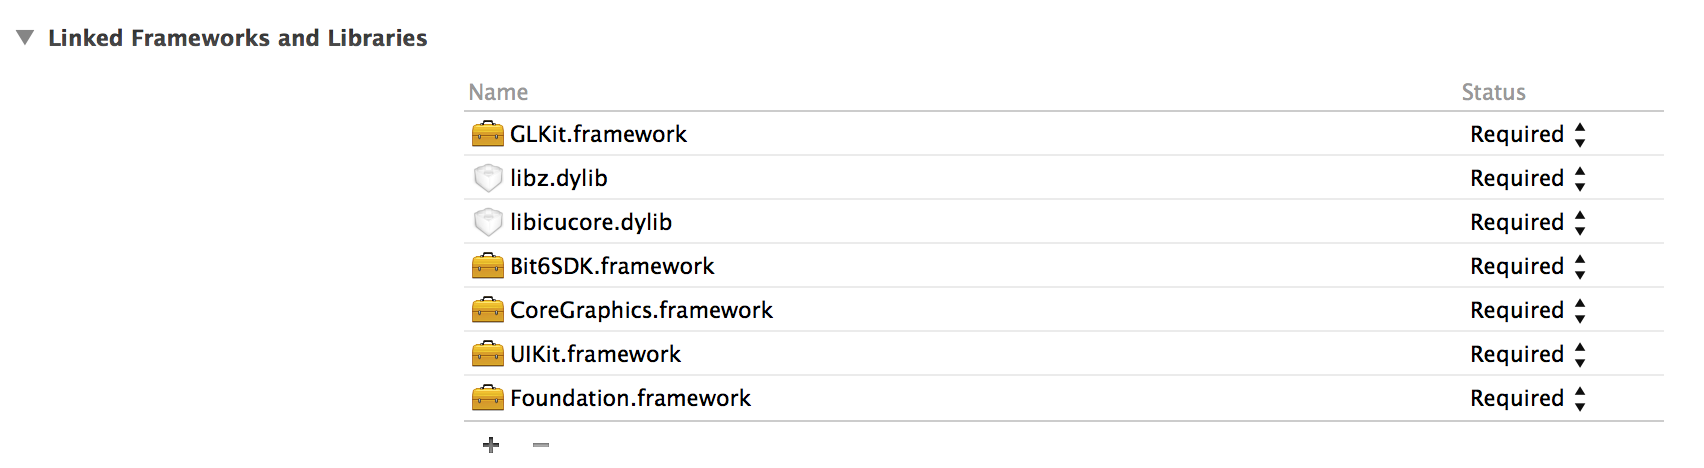 Linked Frameworks and Libraries
Name Status
GLKit.framework Required
libz.dylib Required
libicucore.dylib Required
Bit6SDK.framework Required
CoreGraphics.framework Required
UIKit.framework Required
Foundation.framework Required
+ −